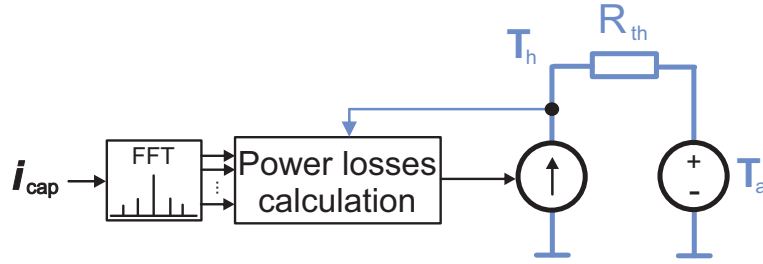 i cap
FFT
Power losses
calculation
T h
R th
+
-
T a